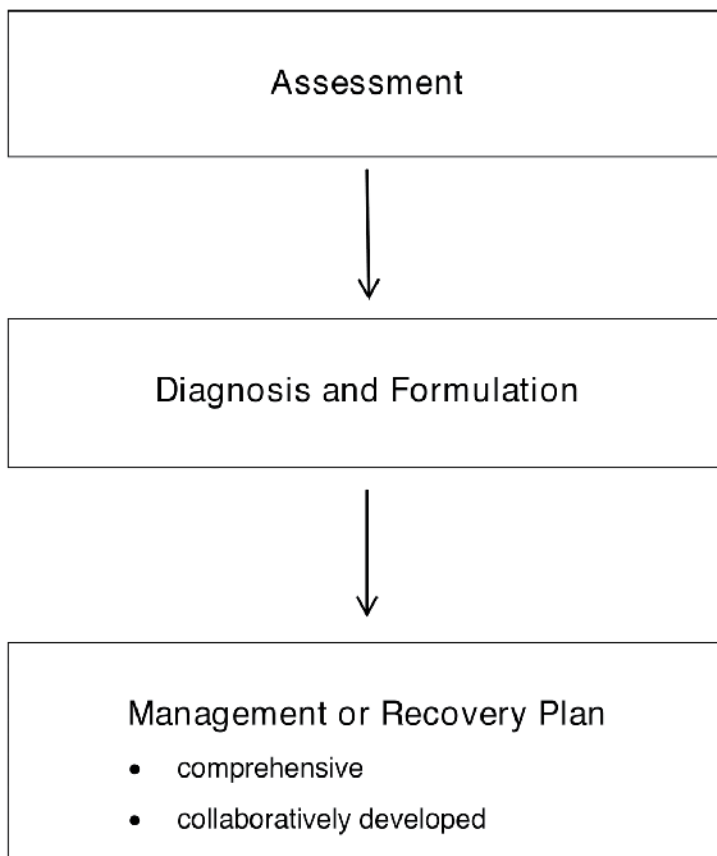 Assessment
Diagnosis and Formulation
Management or Recovery Plan
• comprehensive
• collaboratively developed